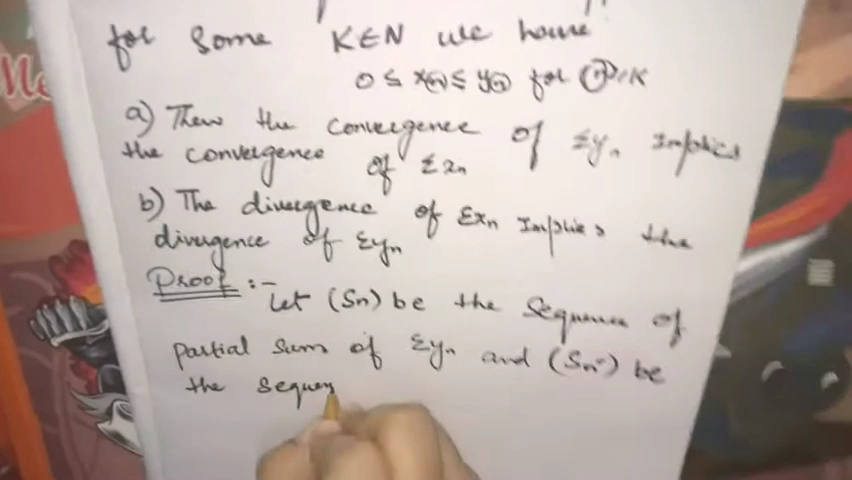 for some K∈N we have
0 ≤ x(n) ≤ y(n) for (n)≥K
a) Then the convergence of Σyn Implies
the convergence of Σxn
b) The divergence of Σxn Implies the
divergence of Σyn
Proof :- Let (Sn) be the Sequence of
partial sum of Σyn and (Sn') be
the sequen
Me